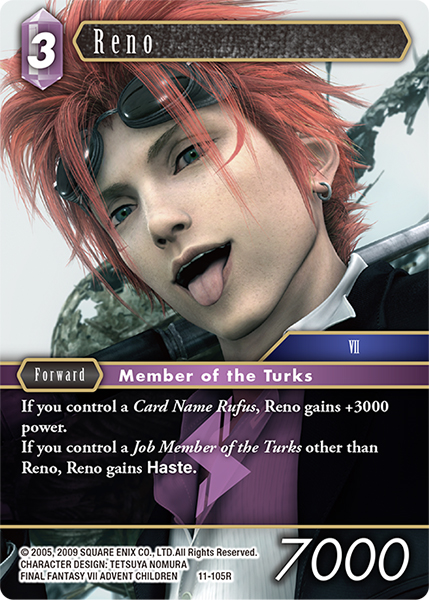 3
Reno
VII
Forward
Member of the Turks
If you control a Card Name Rufus, Reno gains +3000
power.
If you control a Job Member of the Turks other than
Reno, Reno gains Haste.
© 2005, 2009 SQUARE ENIX CO., LTD.All Rights Reserved.
CHARACTER DESIGN: TETSUYA NOMURA
FINAL FANTASY VII ADVENT CHILDREN 11-105R
7000